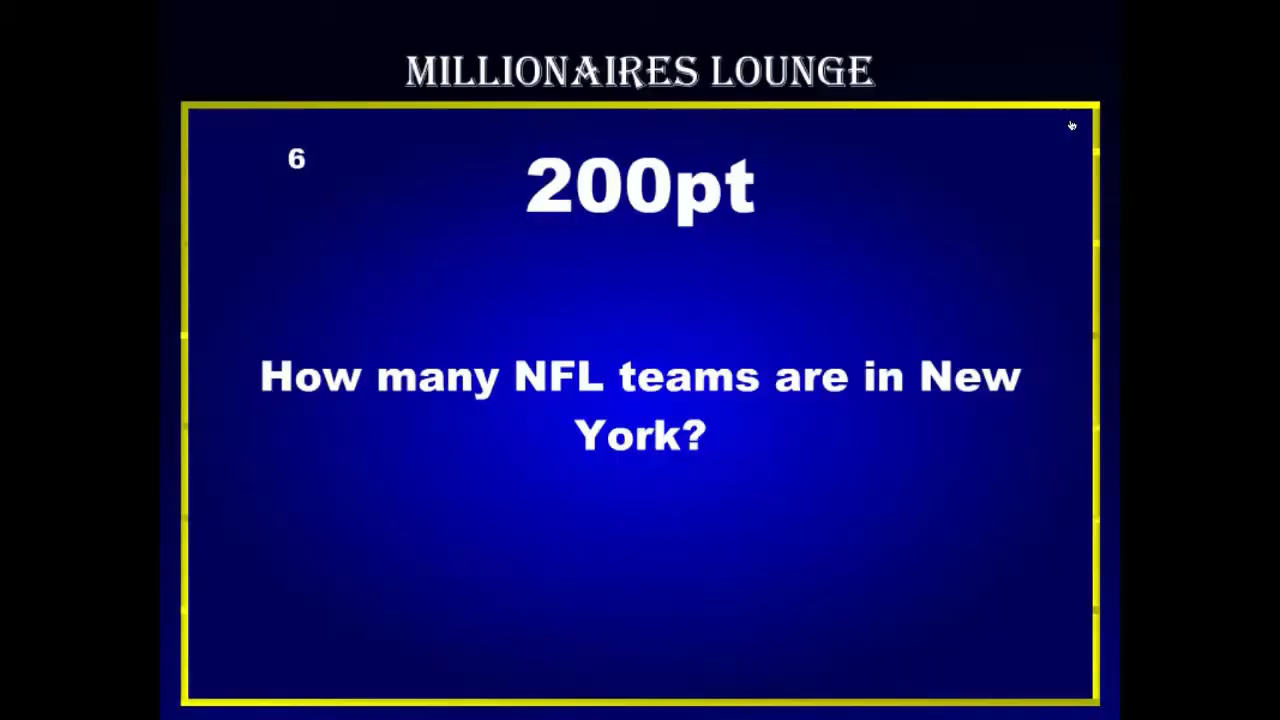 MILLIONAIRES LOUNGE
6
200pt
How many NFL teams are in New
York?